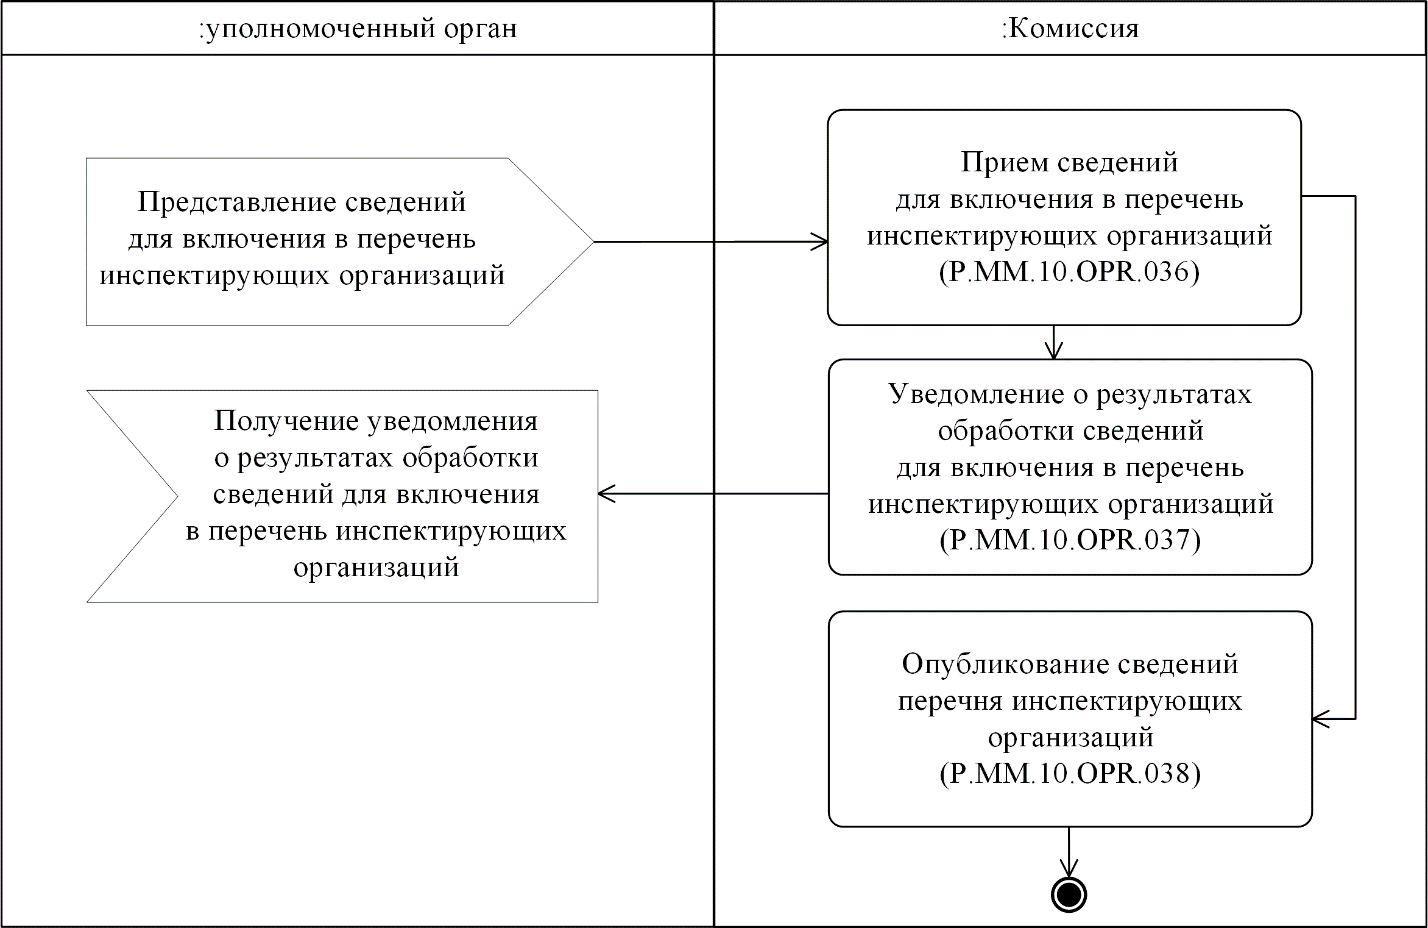 :уполномоченный орган
:Комиссия
Представление сведений
для включения в перечень
инспектирующих организаций
Прием сведений
для включения в перечень
инспектирующих организаций
(P.MM.10.OPR.036)
Получение уведомления
о результатах обработки
сведений для включения
в перечень инспектирующих
организаций
Уведомление о результатах
обработки сведений
для включения в перечень
инспектирующих организаций
(P.MM.10.OPR.037)
Опубликование сведений
перечня инспектирующих
организаций
(P.MM.10.OPR.038)